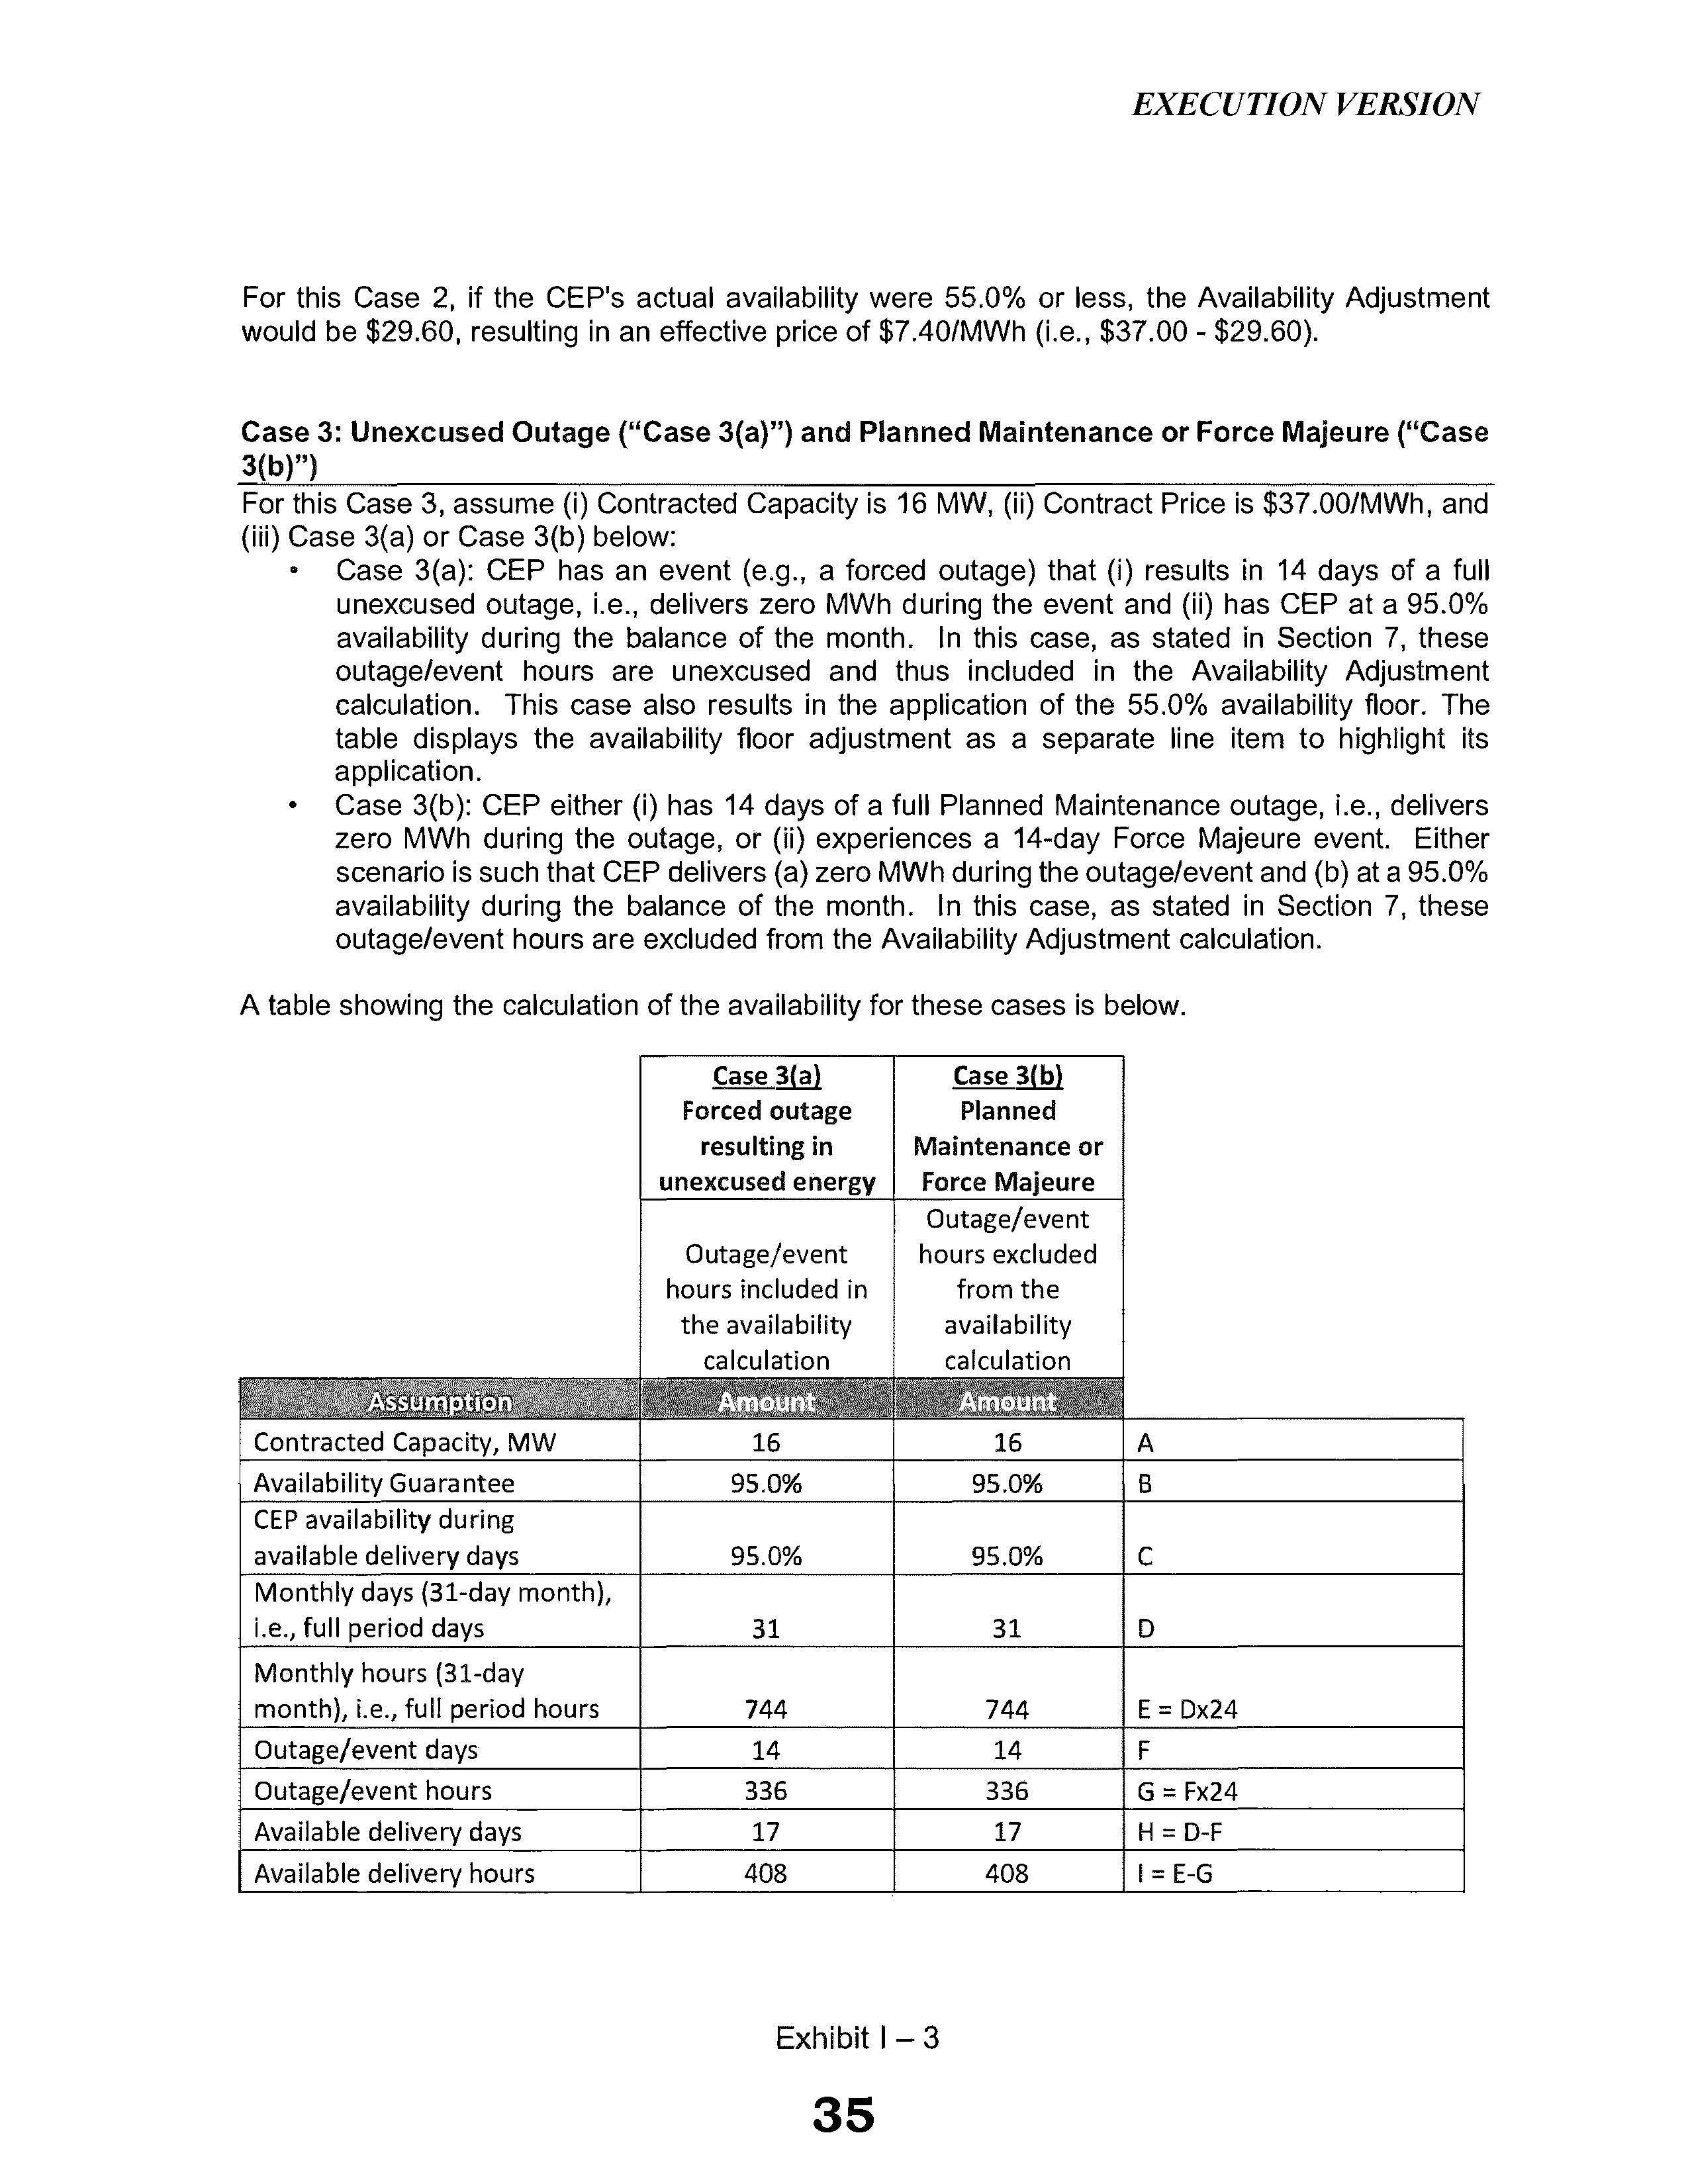 EXECUTION VERSION
For this Case 2, if the CEP's actual availability were 55.0% or less, the Availability Adjustment
would be $29.60, resulting in an effective price of $7.40/MWh (i.e., $37.00 - $29.60).
Case 3: Unexcused Outage (“Case 3(a)”) and Planned Maintenance or Force Majeure (“Case
3(b)”)
For this Case 3, assume (i) Contracted Capacity is 16 MW, (ii) Contract Price is $37.00/MWh, and
(iii) Case 3(a) or Case 3(b) below:
• Case 3(a): CEP has an event (e.g., a forced outage) that (i) results in 14 days of a full
unexcused outage, i.e., delivers zero MWh during the event and (ii) has CEP at a 95.0%
availability during the balance of the month. In this case, as stated in Section 7, these
outage/event hours are unexcused and thus included in the Availability Adjustment
calculation. This case also results in the application of the 55.0% availability floor. The
table displays the availability floor adjustment as a separate line item to highlight its
application.
• Case 3(b): CEP either (i) has 14 days of a full Planned Maintenance outage, i.e., delivers
zero MWh during the outage, or (ii) experiences a 14-day Force Majeure event. Either
scenario is such that CEP delivers (a) zero MWh during the outage/event and (b) at a 95.0%
availability during the balance of the month. In this case, as stated in Section 7, these
outage/event hours are excluded from the Availability Adjustment calculation.
A table showing the calculation of the availability for these cases is below.
Case 3(a)
Forced outage
resulting in
unexcused energy
Case 3(b)
Planned
Maintenance or
Force Majeure
Outage/event
hours included in
the availability
calculation
Outage/event
hours excluded
from the
availability
calculation
Assumption Amount Amount
Contracted Capacity, MW 16 16 A
Availability Guarantee 95.0% 95.0% B
CEP availability during
available delivery days 95.0% 95.0% C
Monthly days (31-day month),
i.e., full period days 31 31 D
Monthly hours (31-day
month), i.e., full period hours 744 744 E = Dx24
Outage/event days 14 14 F
Outage/event hours 336 336 G = Fx24
Available delivery days 17 17 H = D-F
Available delivery hours 408 408 I = E-G
Exhibit I – 3
35